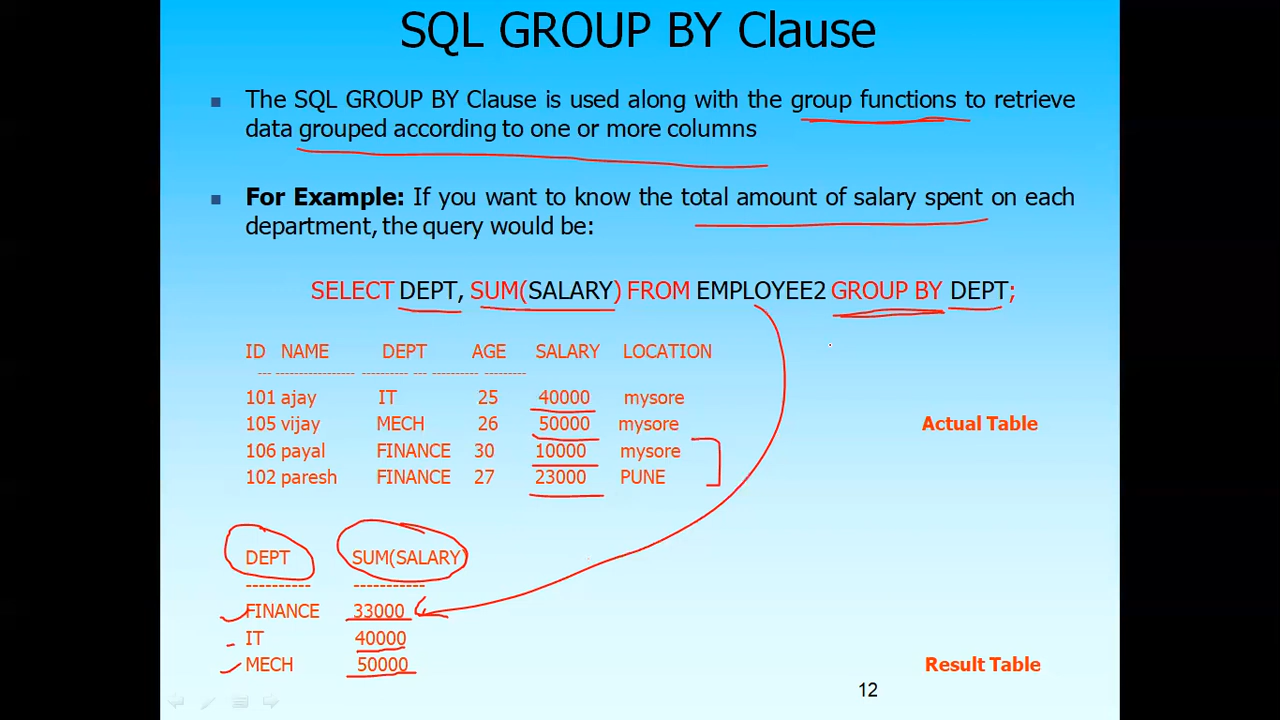 SQL GROUP BY Clause
The SQL GROUP BY Clause is used along with the group functions to retrieve
data grouped according to one or more columns
For Example: If you want to know the total amount of salary spent on each
department, the query would be:
SELECT DEPT, SUM(SALARY) FROM EMPLOYEE2 GROUP BY DEPT;
ID NAME DEPT AGE SALARY LOCATION
--- ----------------- ---------- --- ---------- ---------
101 ajay IT 25 40000 mysore
105 vijay MECH 26 50000 mysore
Actual Table
106 payal FINANCE 30 10000 mysore
102 paresh FINANCE 27 23000 PUNE
DEPT SUM(SALARY)
---------- -----------
FINANCE 33000
IT 40000
MECH 50000
Result Table
12